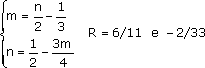 m = n/2 − 1/3
n = 1/2 − 3m/4
R = 6/11 e − 2/33